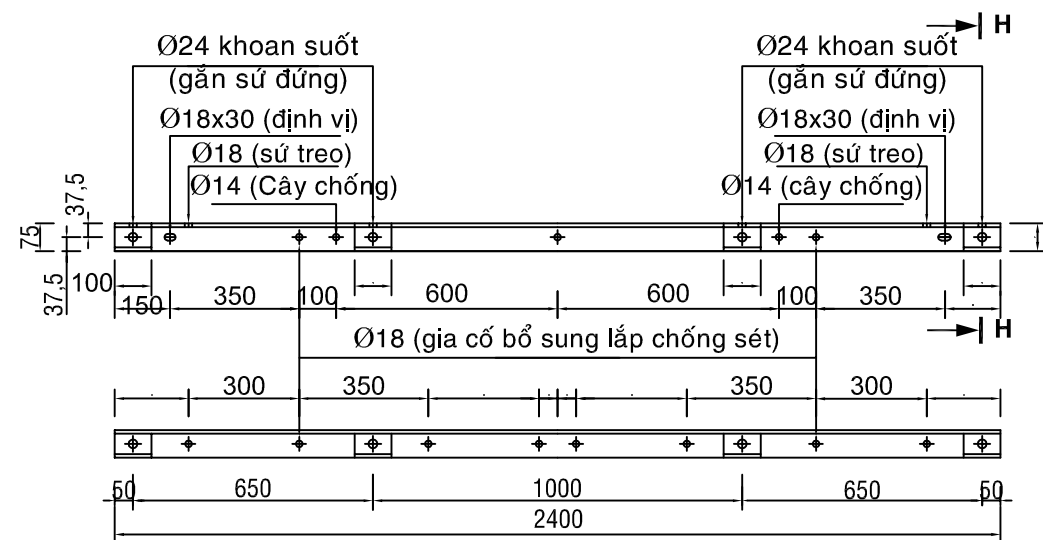 H
Ø24 khoan suốt
(gắn sứ đứng)
Ø18x30 (định vị)
Ø18 (sứ treo)
Ø14 (Cây chống)
Ø24 khoan suốt
(gắn sứ đứng)
Ø18x30 (định vị)
Ø18 (sứ treo)
Ø14 (cây chống)
37,5
75
37,5
100
150 350 100 600 600 100 350
H
Ø18 (gia cố bổ sung lắp chống sét)
300 350 350 300
50 650 1000 650 50
2400